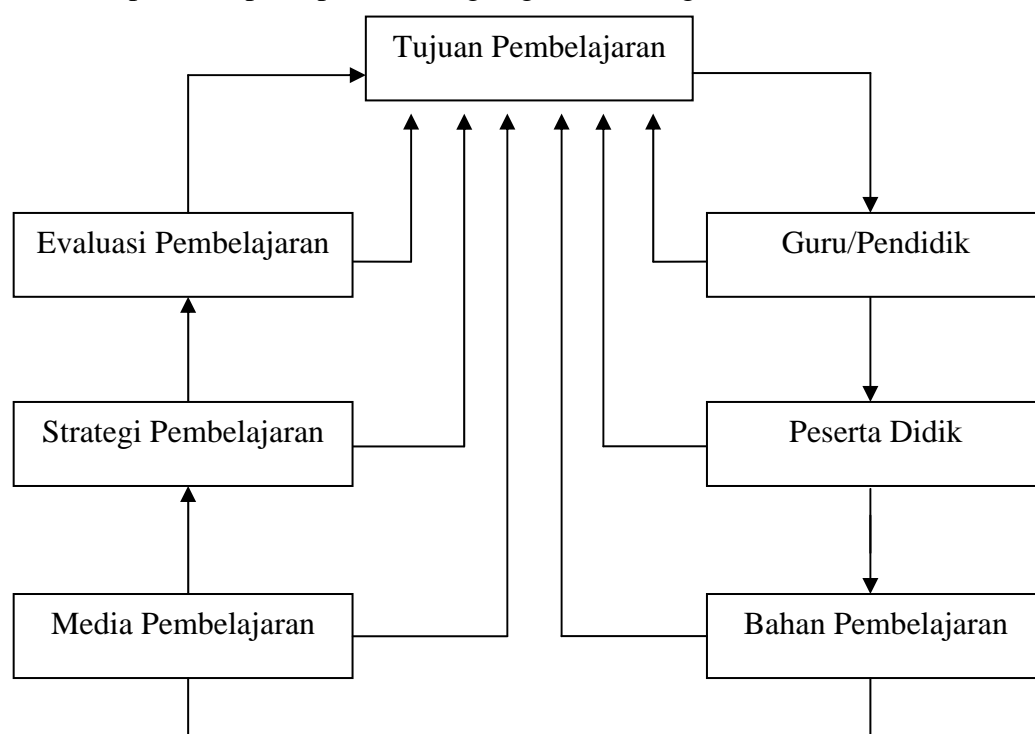 Tujuan Pembelajaran
Evaluasi Pembelajaran
Guru/Pendidik
Strategi Pembelajaran
Peserta Didik
Media Pembelajaran
Bahan Pembelajaran